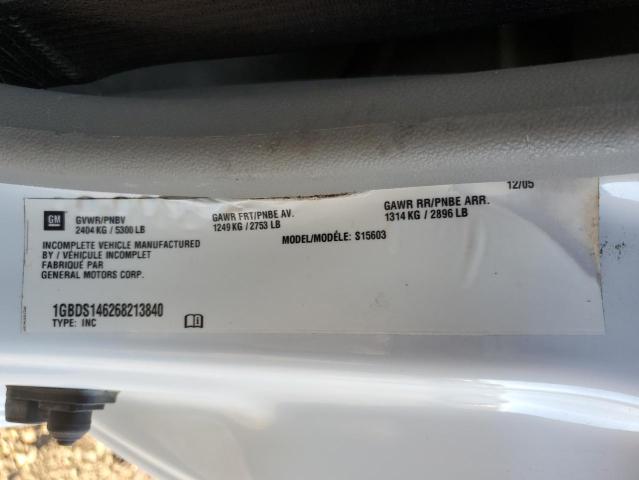 12/05
GM
GVWR/PNBV
2404 KG / 5300 LB
GAWR FRT/PNBE AV.
1249 KG / 2753 LB
GAWR RR/PNBE ARR.
1314 KG / 2896 LB
INCOMPLETE VEHICLE MANUFACTURED
BY / VÉHICULE INCOMPLET
FABRIQUÉ PAR
GENERAL MOTORS CORP.
MODEL/MODÉLE: S15603
1GBDS146268213840
TYPE: INC